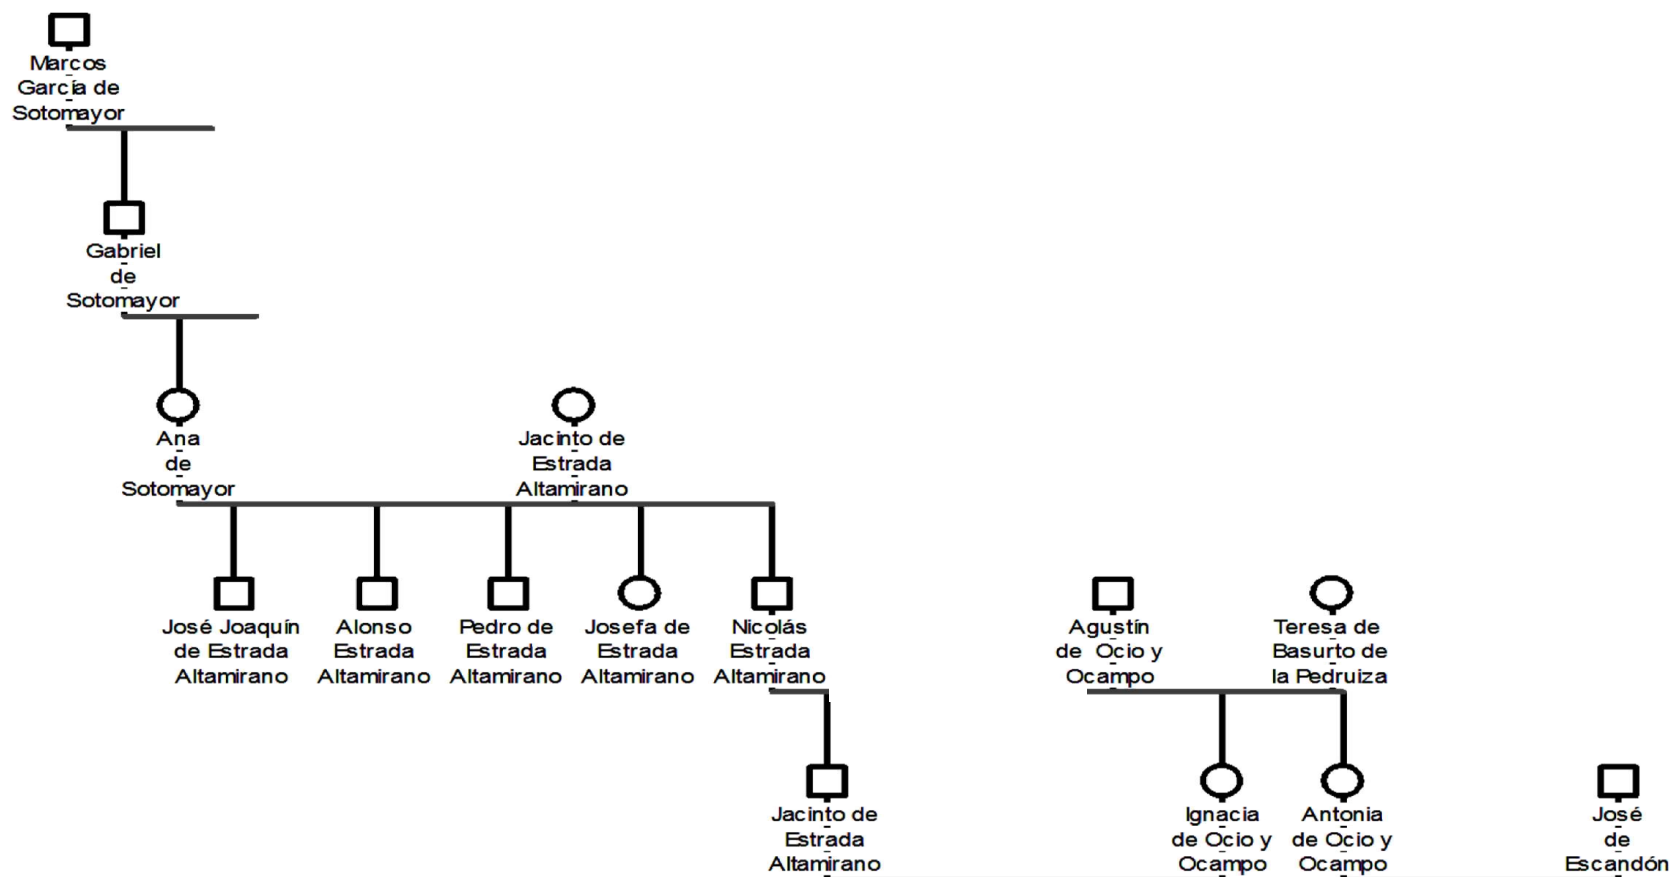 Marcos
García de
Sotomayor
Gabriel
de
Sotomayor
Ana
de
Sotomayor
Jacinto de
Estrada
Altamirano
José Joaquín
de Estrada
Altamirano
Alonso
Estrada
Altamirano
Pedro de
Estrada
Altamirano
Josefa de
Estrada
Altamirano
Nicolás
Estrada
Altamirano
Agustín
de Ocio y
Ocampo
Teresa de
Basurto de
la Pedruiza
Jacinto de
Estrada
Altamirano
Ignacia
de Ocio y
Ocampo
Antonia
de Ocio y
Ocampo
José
de
Escandón